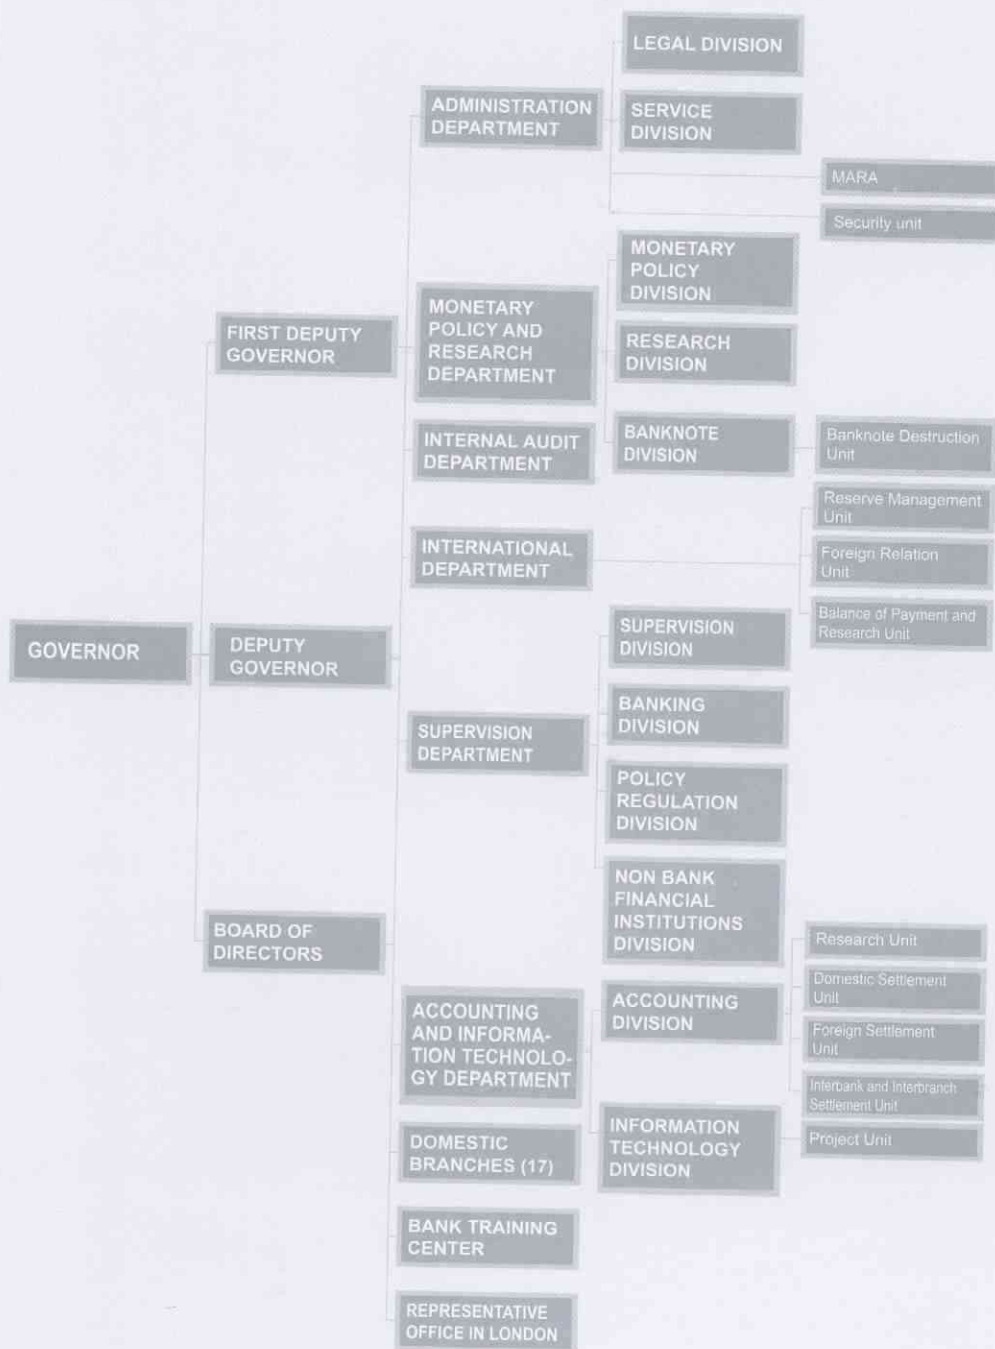 LEGAL DIVISION
ADMINISTRATION
DEPARTMENT
SERVICE
DIVISION
MARA
Security unit
MONETARY
POLICY
DIVISION
MONETARY
POLICY AND
RESEARCH
DEPARTMENT
FIRST DEPUTY
GOVERNOR
RESEARCH
DIVISION
INTERNAL AUDIT
DEPARTMENT
BANKNOTE
DIVISION
Banknote Destruction
Unit
Reserve Management
Unit
INTERNATIONAL
DEPARTMENT
Foreign Relation
Unit
Balance of Payment and
Research Unit
GOVERNOR
DEPUTY
GOVERNOR
SUPERVISION
DIVISION
SUPERVISION
DEPARTMENT
BANKING
DIVISION
POLICY
REGULATION
DIVISION
NON BANK
FINANCIAL
INSTITUTIONS
DIVISION
BOARD OF
DIRECTORS
ACCOUNTING
AND INFORMA-
TION TECHNOLO-
GY DEPARTMENT
ACCOUNTING
DIVISION
Research Unit
Domestic Settlement
Unit
Foreign Settlement
Unit
Interbank and Interbranch
Settlement Unit
INFORMATION
TECHNOLOGY
DIVISION
Project Unit
DOMESTIC
BRANCHES (17)
BANK TRAINING
CENTER
REPRESENTATIVE
OFFICE IN LONDON